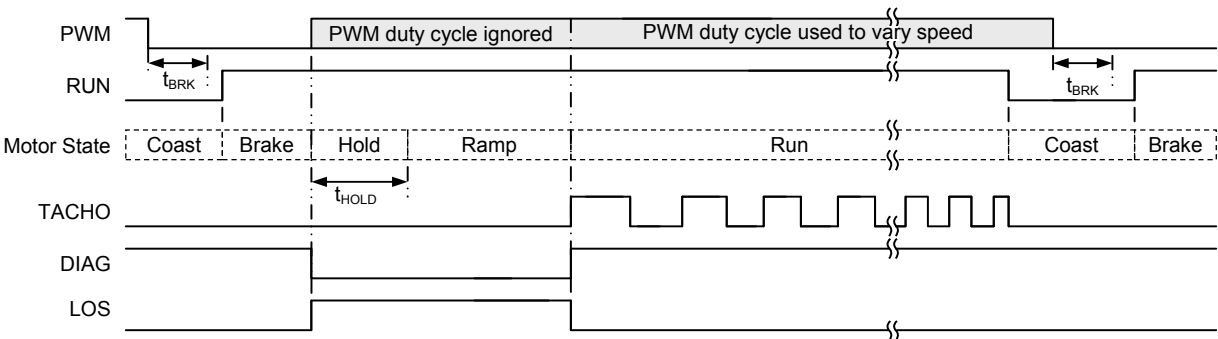 PWM PWM duty cycle ignored PWM duty cycle used to vary speed
tBRK tBRK
RUN
Motor State Coast Brake Hold Ramp Run Coast Brake
tHOLD
TACHO
DIAG
LOS